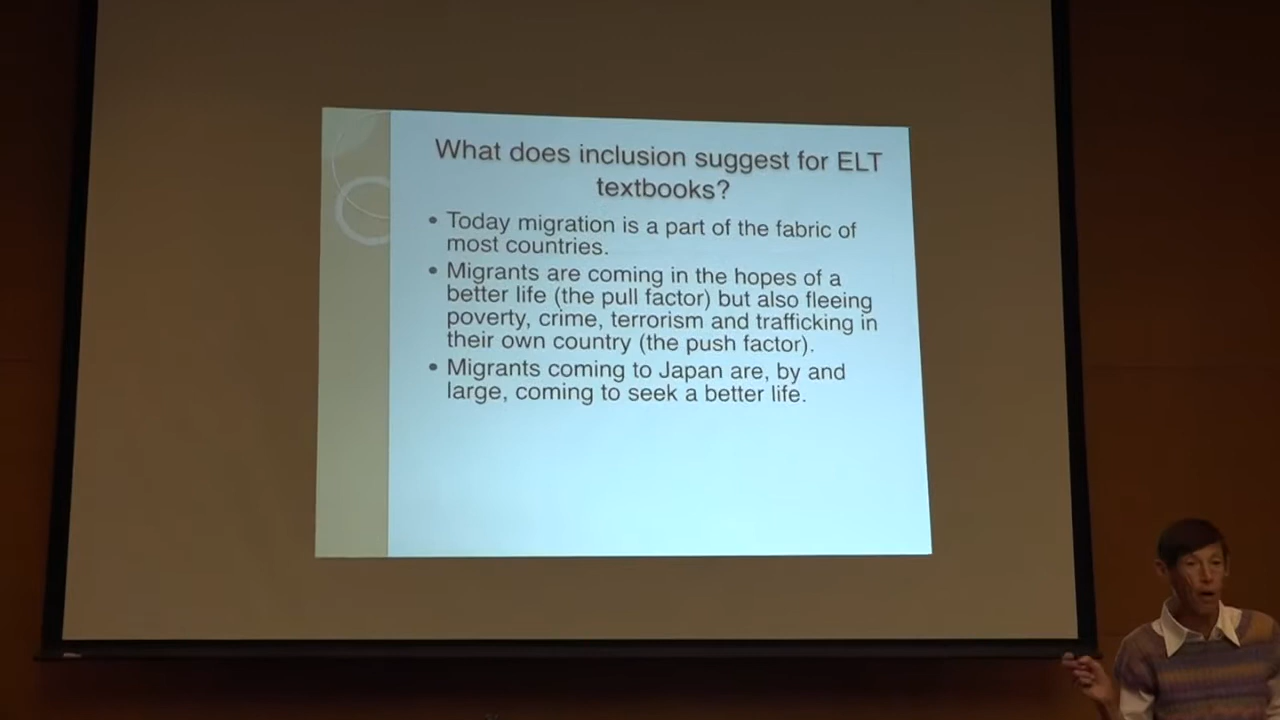 What does inclusion suggest for ELT
textbooks?
• Today migration is a part of the fabric of
most countries.
• Migrants are coming in the hopes of a
better life (the pull factor) but also fleeing
poverty, crime, terrorism and trafficking in
their own country (the push factor).
• Migrants coming to Japan are, by and
large, coming to seek a better life.